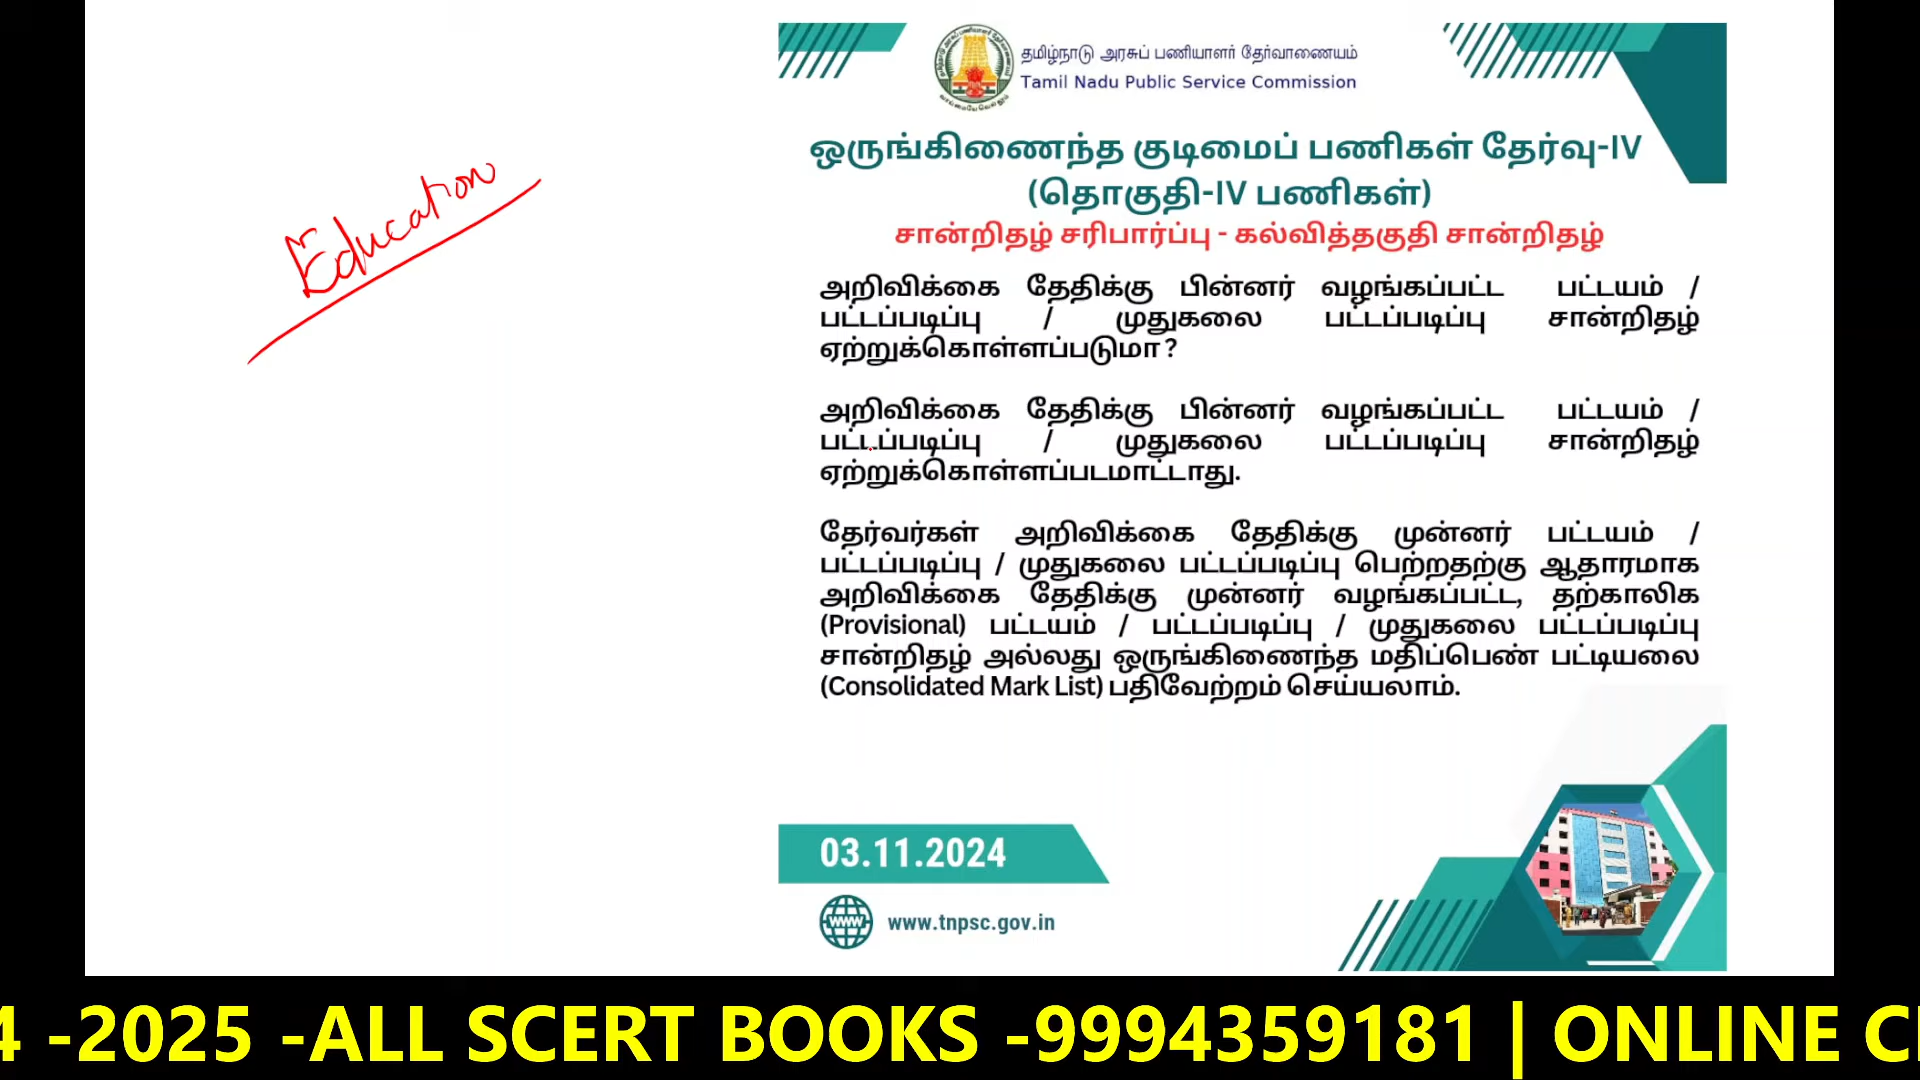 Education
தமிழ்நாடு அரசுப் பணியாளர் தேர்வாணையம்
Tamil Nadu Public Service Commission
ஒருங்கிணைந்த குடிமைப் பணிகள் தேர்வு-IV
(தொகுதி-IV பணிகள்)
சான்றிதழ் சரிபார்ப்பு - கல்வித்தகுதி சான்றிதழ்
அறிவிக்கை தேதிக்கு பின்னர் வழங்கப்பட்ட பட்டயம் /
பட்டப்படிப்பு / முதுகலை பட்டப்படிப்பு சான்றிதழ்
ஏற்றுக்கொள்ளப்படுமா?
அறிவிக்கை தேதிக்கு பின்னர் வழங்கப்பட்ட பட்டயம் /
பட்டப்படிப்பு / முதுகலை பட்டப்படிப்பு சான்றிதழ்
ஏற்றுக்கொள்ளப்படமாட்டாது.
தேர்வர்கள் அறிவிக்கை தேதிக்கு முன்னர் பட்டயம் /
பட்டப்படிப்பு / முதுகலை பட்டப்படிப்பு பெற்றதற்கு ஆதாரமாக
அறிவிக்கை தேதிக்கு முன்னர் வழங்கப்பட்ட, தற்காலிக
(Provisional) பட்டயம் / பட்டப்படிப்பு / முதுகலை பட்டப்படிப்பு
சான்றிதழ் அல்லது ஒருங்கிணைந்த மதிப்பெண் பட்டியலை
(Consolidated Mark List) பதிவேற்றம் செய்யலாம்.
03.11.2024
www
www.tnpsc.gov.in
4 -2025 -ALL SCERT BOOKS -9994359181 | ONLINE C